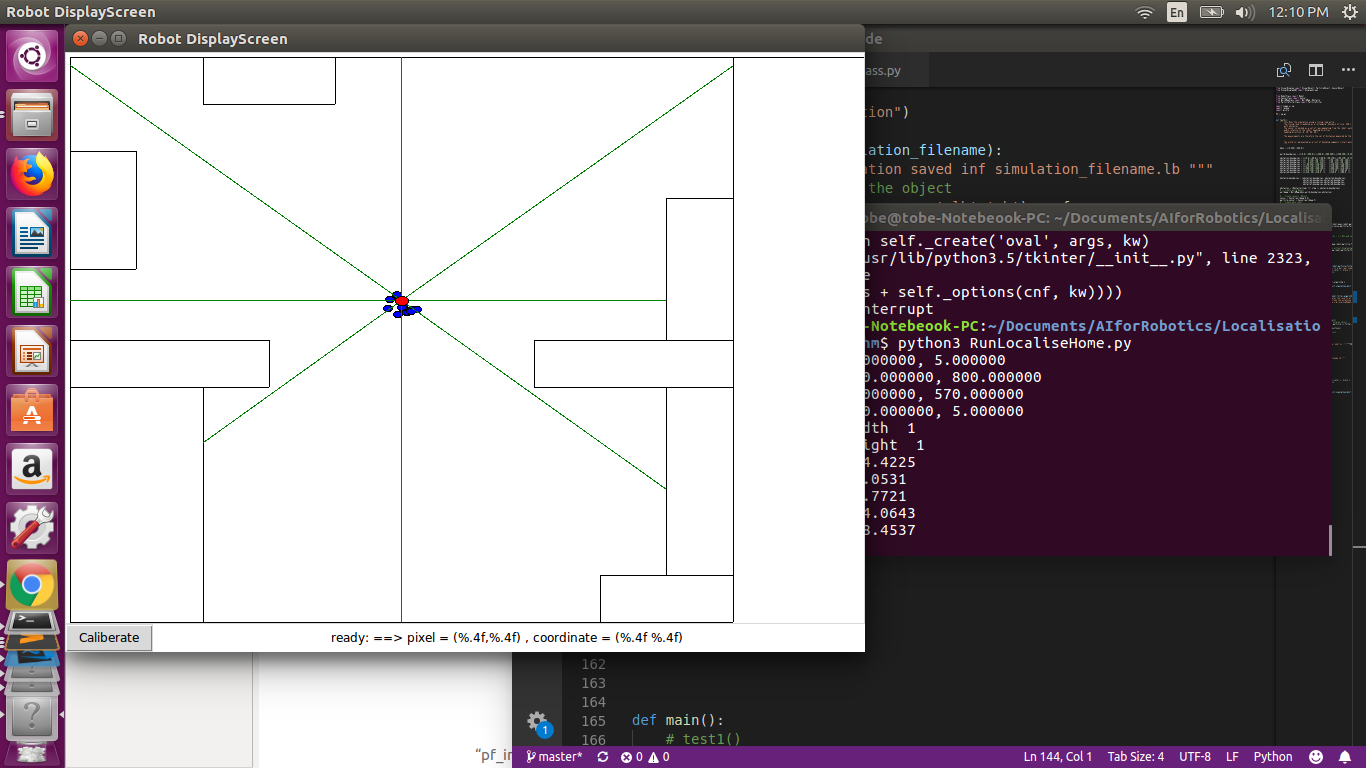 Robot DisplayScreen
En
12:10 PM
Robot DisplayScreen
de
ass.py
tion")
lation_filename):
ation saved inf simulation_filename.lb """
the object
obe@tobe-Notebeook-PC: ~/Documents/AIforRobotics/Localisa
n self._create('oval', args, kw)
usr/lib/python3.5/tkinter/__init__.py", line 2323,
e
s + self._options(cnf, kw))))
nterrupt
-Notebeook-PC:~/Documents/AIforRobotics/Localisatio
hm$ python3 RunLocaliseHome.py
000000, 5.000000
0.000000, 800.000000
000000, 570.000000
0.000000, 5.000000
dth 1
ight 1
4.4225
.0531
.7721
4.0643
3.4537
Caliberate
ready: ==> pixel = (%.4f,%.4f) , coordinate = (%.4f %.4f)
162
163
164
165 def main():
166 # test1()
1
"pf_in
master*
0
0
Ln 144, Col 1
Tab Size: 4
UTF-8
LF
Python